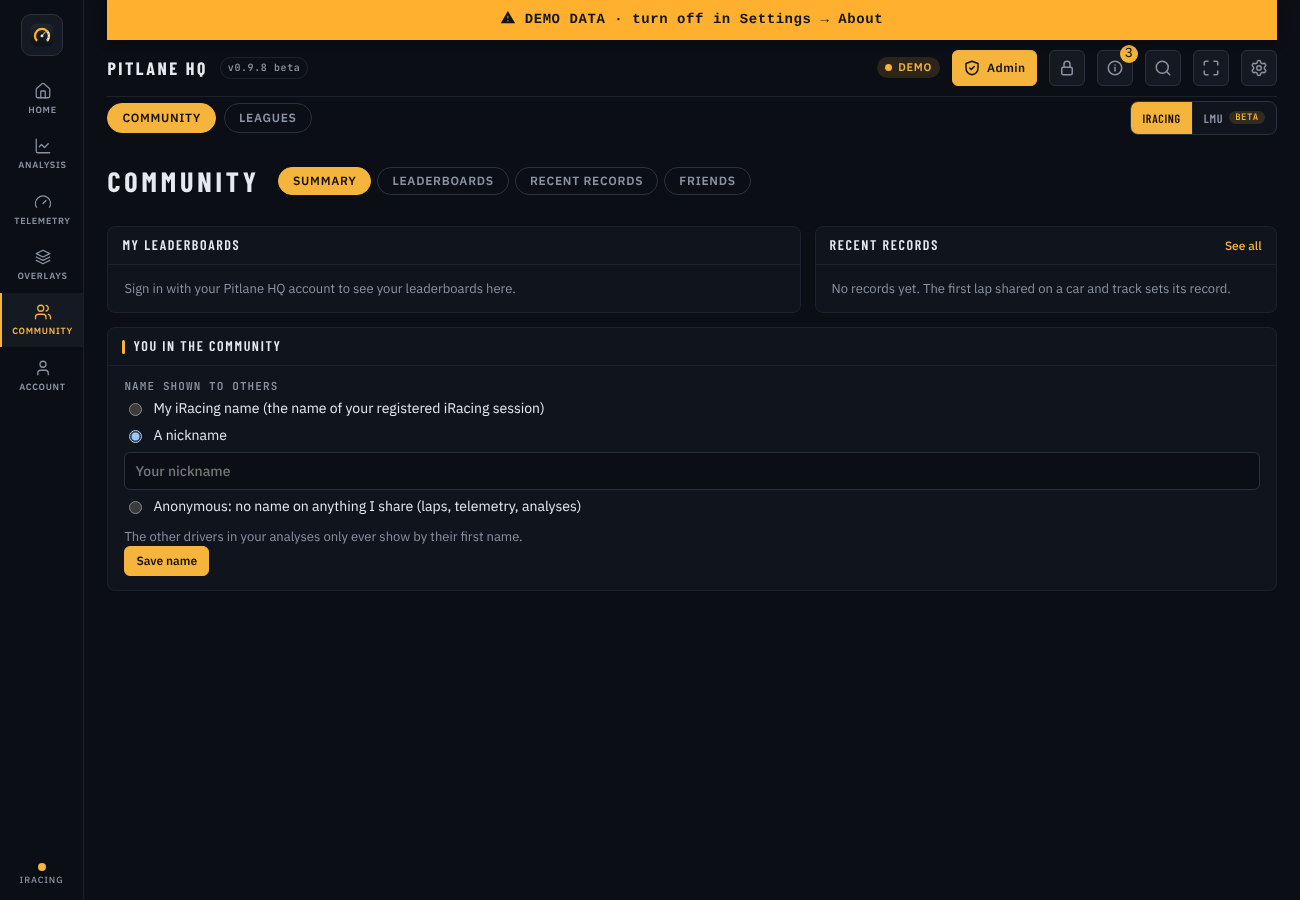 ⚠ DEMO DATA · turn off in Settings → About
PITLANE HQ
v0.9.8 beta
DEMO
Admin
3
HOME
ANALYSIS
TELEMETRY
OVERLAYS
COMMUNITY
ACCOUNT
IRACING
COMMUNITY
LEAGUES
IRACING
LMU BETA
COMMUNITY
SUMMARY
LEADERBOARDS
RECENT RECORDS
FRIENDS
MY LEADERBOARDS
Sign in with your Pitlane HQ account to see your leaderboards here.
RECENT RECORDS
See all
No records yet. The first lap shared on a car and track sets its record.
YOU IN THE COMMUNITY
NAME SHOWN TO OTHERS
My iRacing name (the name of your registered iRacing session)
A nickname
Your nickname
Anonymous: no name on anything I share (laps, telemetry, analyses)
The other drivers in your analyses only ever show by their first name.
Save name